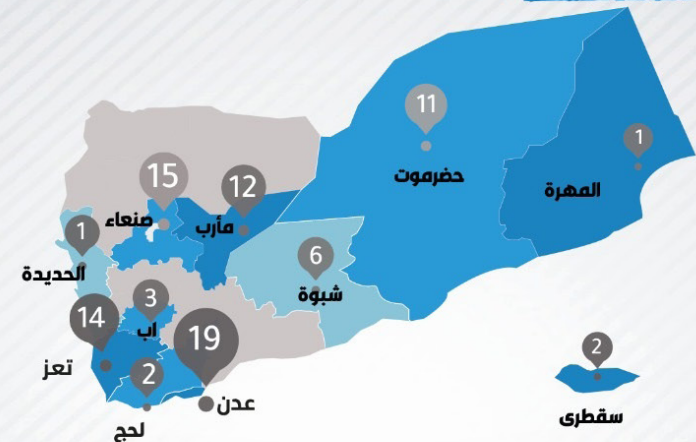 11
حضرموت
1
المهرة
15
صنعاء
12
مأرب
1
الحديدة
6
شبوة
3
اب
14
تعز
19
عدن
2
لحج
2
سقطرى